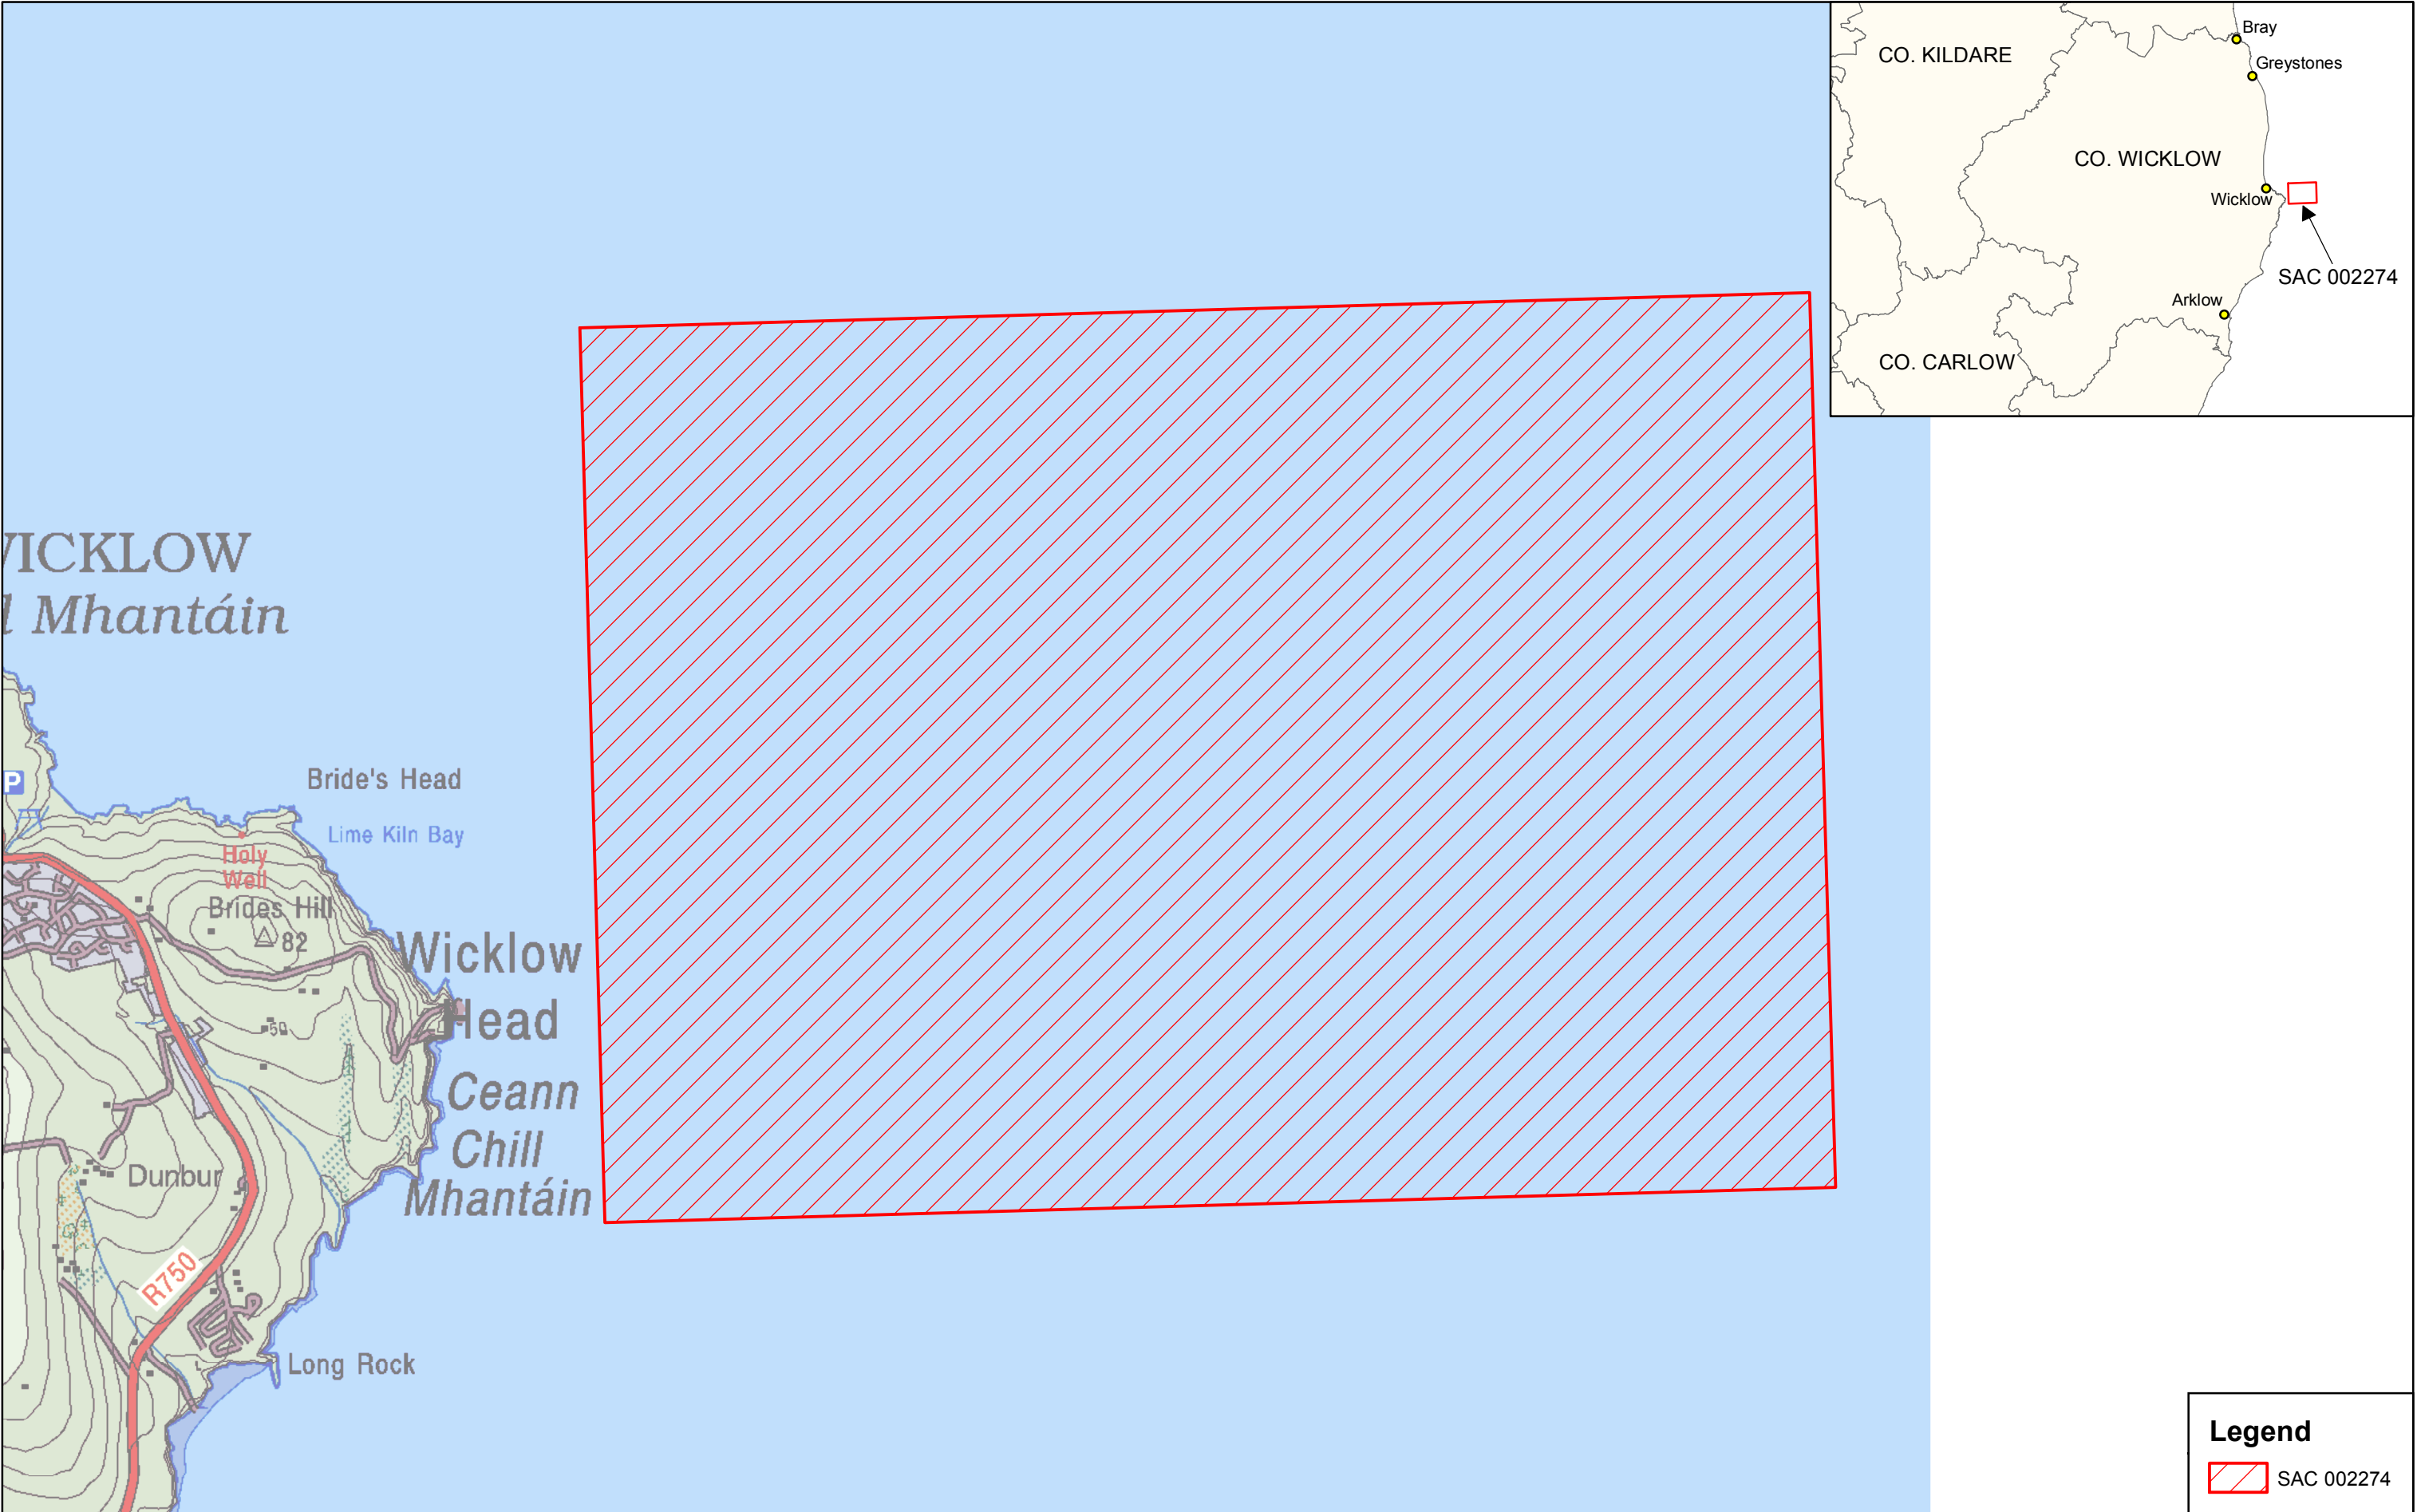 CO. KILDARE
Bray
Greystones
CO. WICKLOW
Wicklow
SAC 002274
Arklow
CO. CARLOW
VICKLOW
l Mhantáin
P
Bride's Head
Lime Kiln Bay
Holy
Well
Brides Hill
82
Wicklow
Head
50
Ceann
Chill
Mhantáin
Dunbur
R750
Long Rock
Legend
SAC 002274